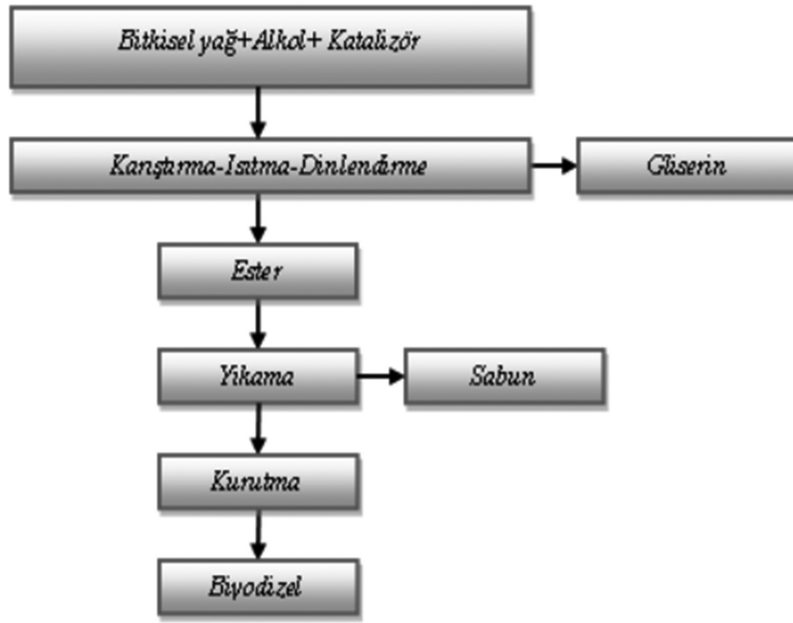 Bitkisel yağ+Alkol+ Katalizör
Karıştırma-Isıtma-Dinlendirme
Gliserin
Ester
Yıkama
Sabun
Kurutma
Biyodizel